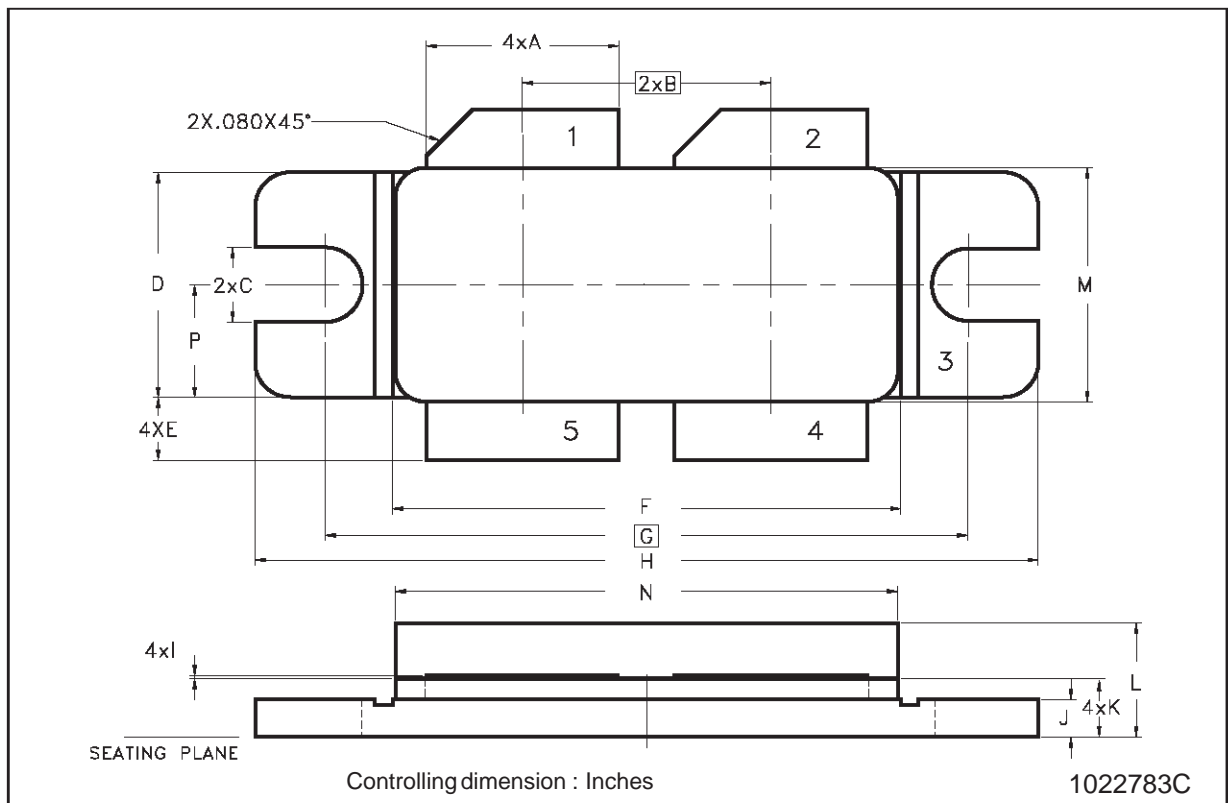 4xA
2xB
2X.080X45°
1
2
D
2xC
M
P
3
4XE
5
4
F
G
H
N
4xI
L
J
4xK
SEATING PLANE
Controlling dimension : Inches
1022783C